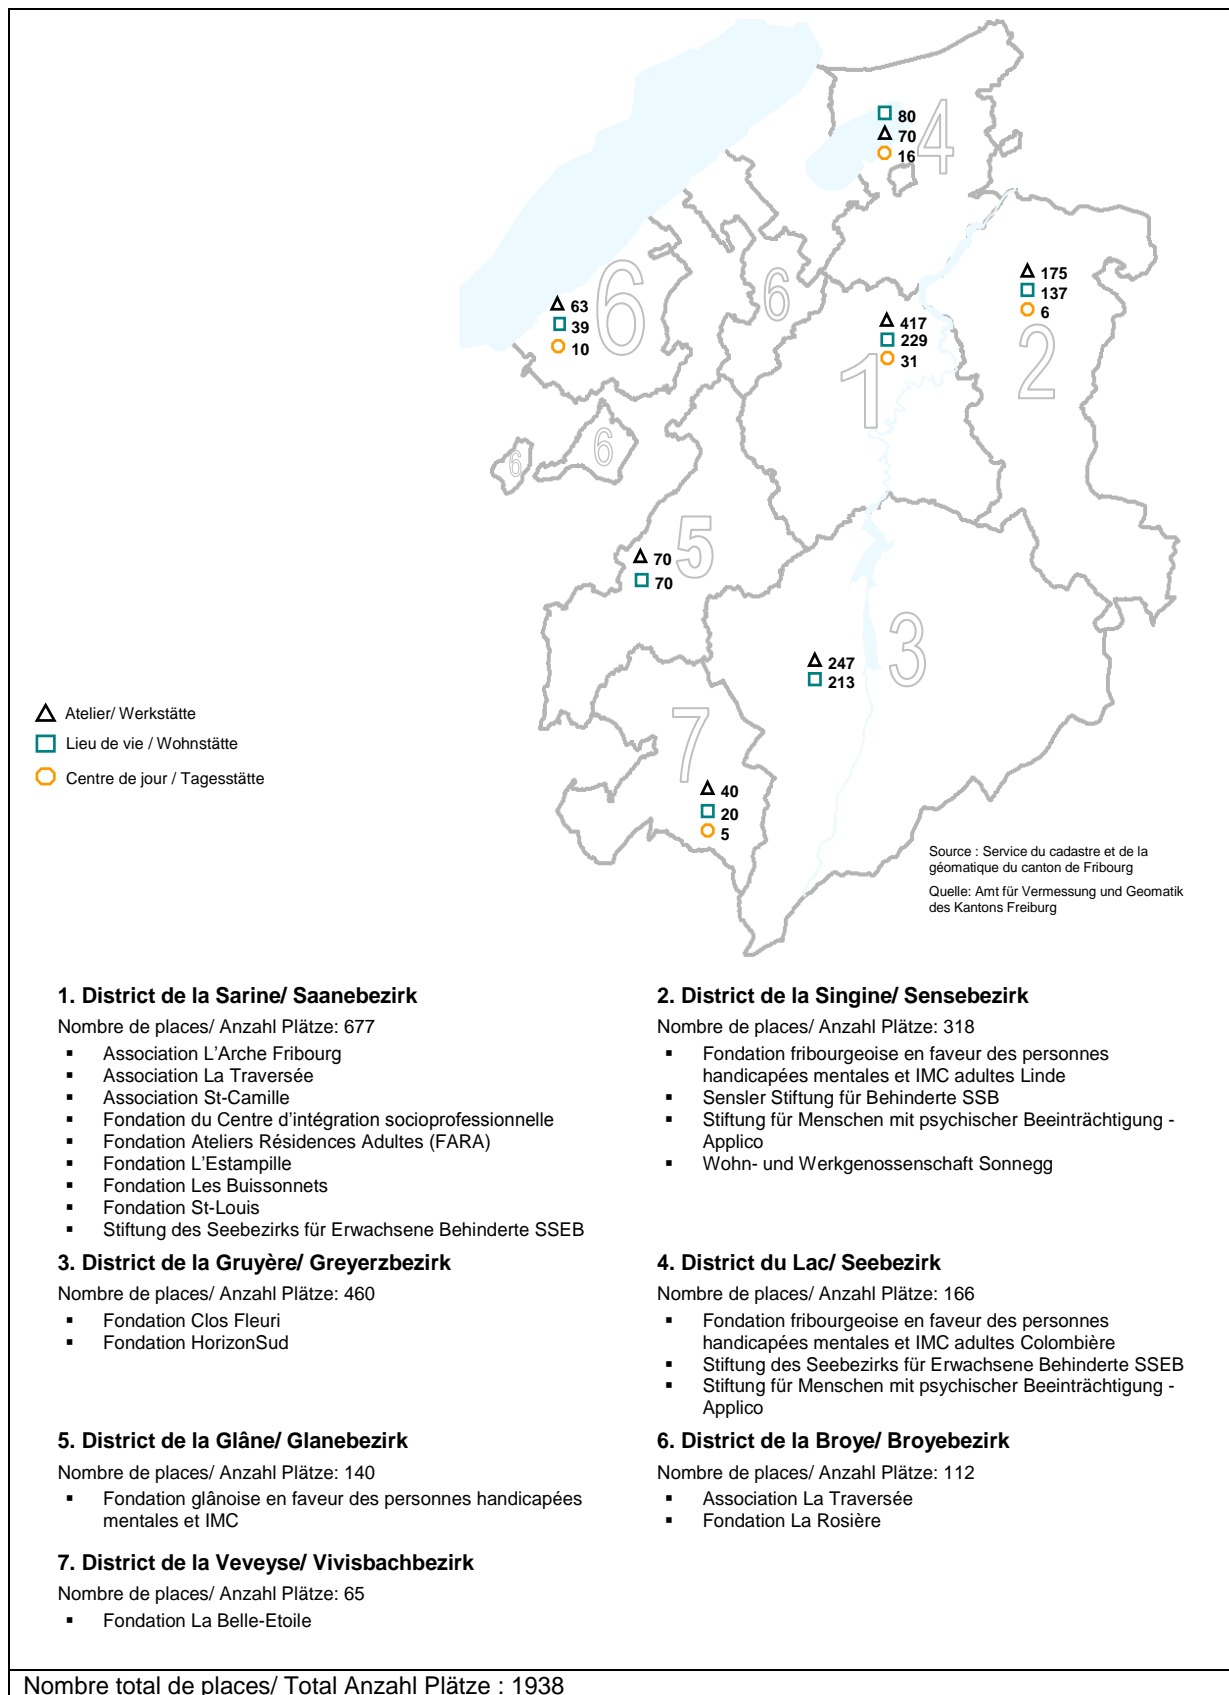 80
70
16
4
175
137
6
2
6
6
63
39
10
417
229
31
1
6
6
5
70
70
3
247
213
7
40
20
5
Atelier/ Werkstätte
Lieu de vie / Wohnstätte
Centre de jour / Tagesstätte
Source : Service du cadastre et de la
géomatique du canton de Fribourg
Quelle: Amt für Vermessung und Geomatik
des Kantons Freiburg
1. District de la Sarine/ Saanebezirk
Nombre de places/ Anzahl Plätze: 677
▪ Association L'Arche Fribourg
▪ Association La Traversée
▪ Association St-Camille
▪ Fondation du Centre d'intégration socioprofessionnelle
▪ Fondation Ateliers Résidences Adultes (FARA)
▪ Fondation L'Estampille
▪ Fondation Les Buissonnets
▪ Fondation St-Louis
▪ Stiftung des Seebezirks für Erwachsene Behinderte SSEB
2. District de la Singine/ Sensebezirk
Nombre de places/ Anzahl Plätze: 318
▪ Fondation fribourgeoise en faveur des personnes
handicapées mentales et IMC adultes Linde
▪ Sensler Stiftung für Behinderte SSB
▪ Stiftung für Menschen mit psychischer Beeinträchtigung -
Applico
▪ Wohn- und Werkgenossenschaft Sonnegg
3. District de la Gruyère/ Greyerzbezirk
Nombre de places/ Anzahl Plätze: 460
▪ Fondation Clos Fleuri
▪ Fondation HorizonSud
4. District du Lac/ Seebezirk
Nombre de places/ Anzahl Plätze: 166
▪ Fondation fribourgeoise en faveur des personnes
handicapées mentales et IMC adultes Colombière
▪ Stiftung des Seebezirks für Erwachsene Behinderte SSEB
▪ Stiftung für Menschen mit psychischer Beeinträchtigung -
Applico
5. District de la Glâne/ Glanebezirk
Nombre de places/ Anzahl Plätze: 140
▪ Fondation glânoise en faveur des personnes handicapées
mentales et IMC
6. District de la Broye/ Broyebezirk
Nombre de places/ Anzahl Plätze: 112
▪ Association La Traversée
▪ Fondation La Rosière
7. District de la Veveyse/ Vivisbachbezirk
Nombre de places/ Anzahl Plätze: 65
▪ Fondation La Belle-Etoile
Nombre total de places/ Total Anzahl Plätze : 1938